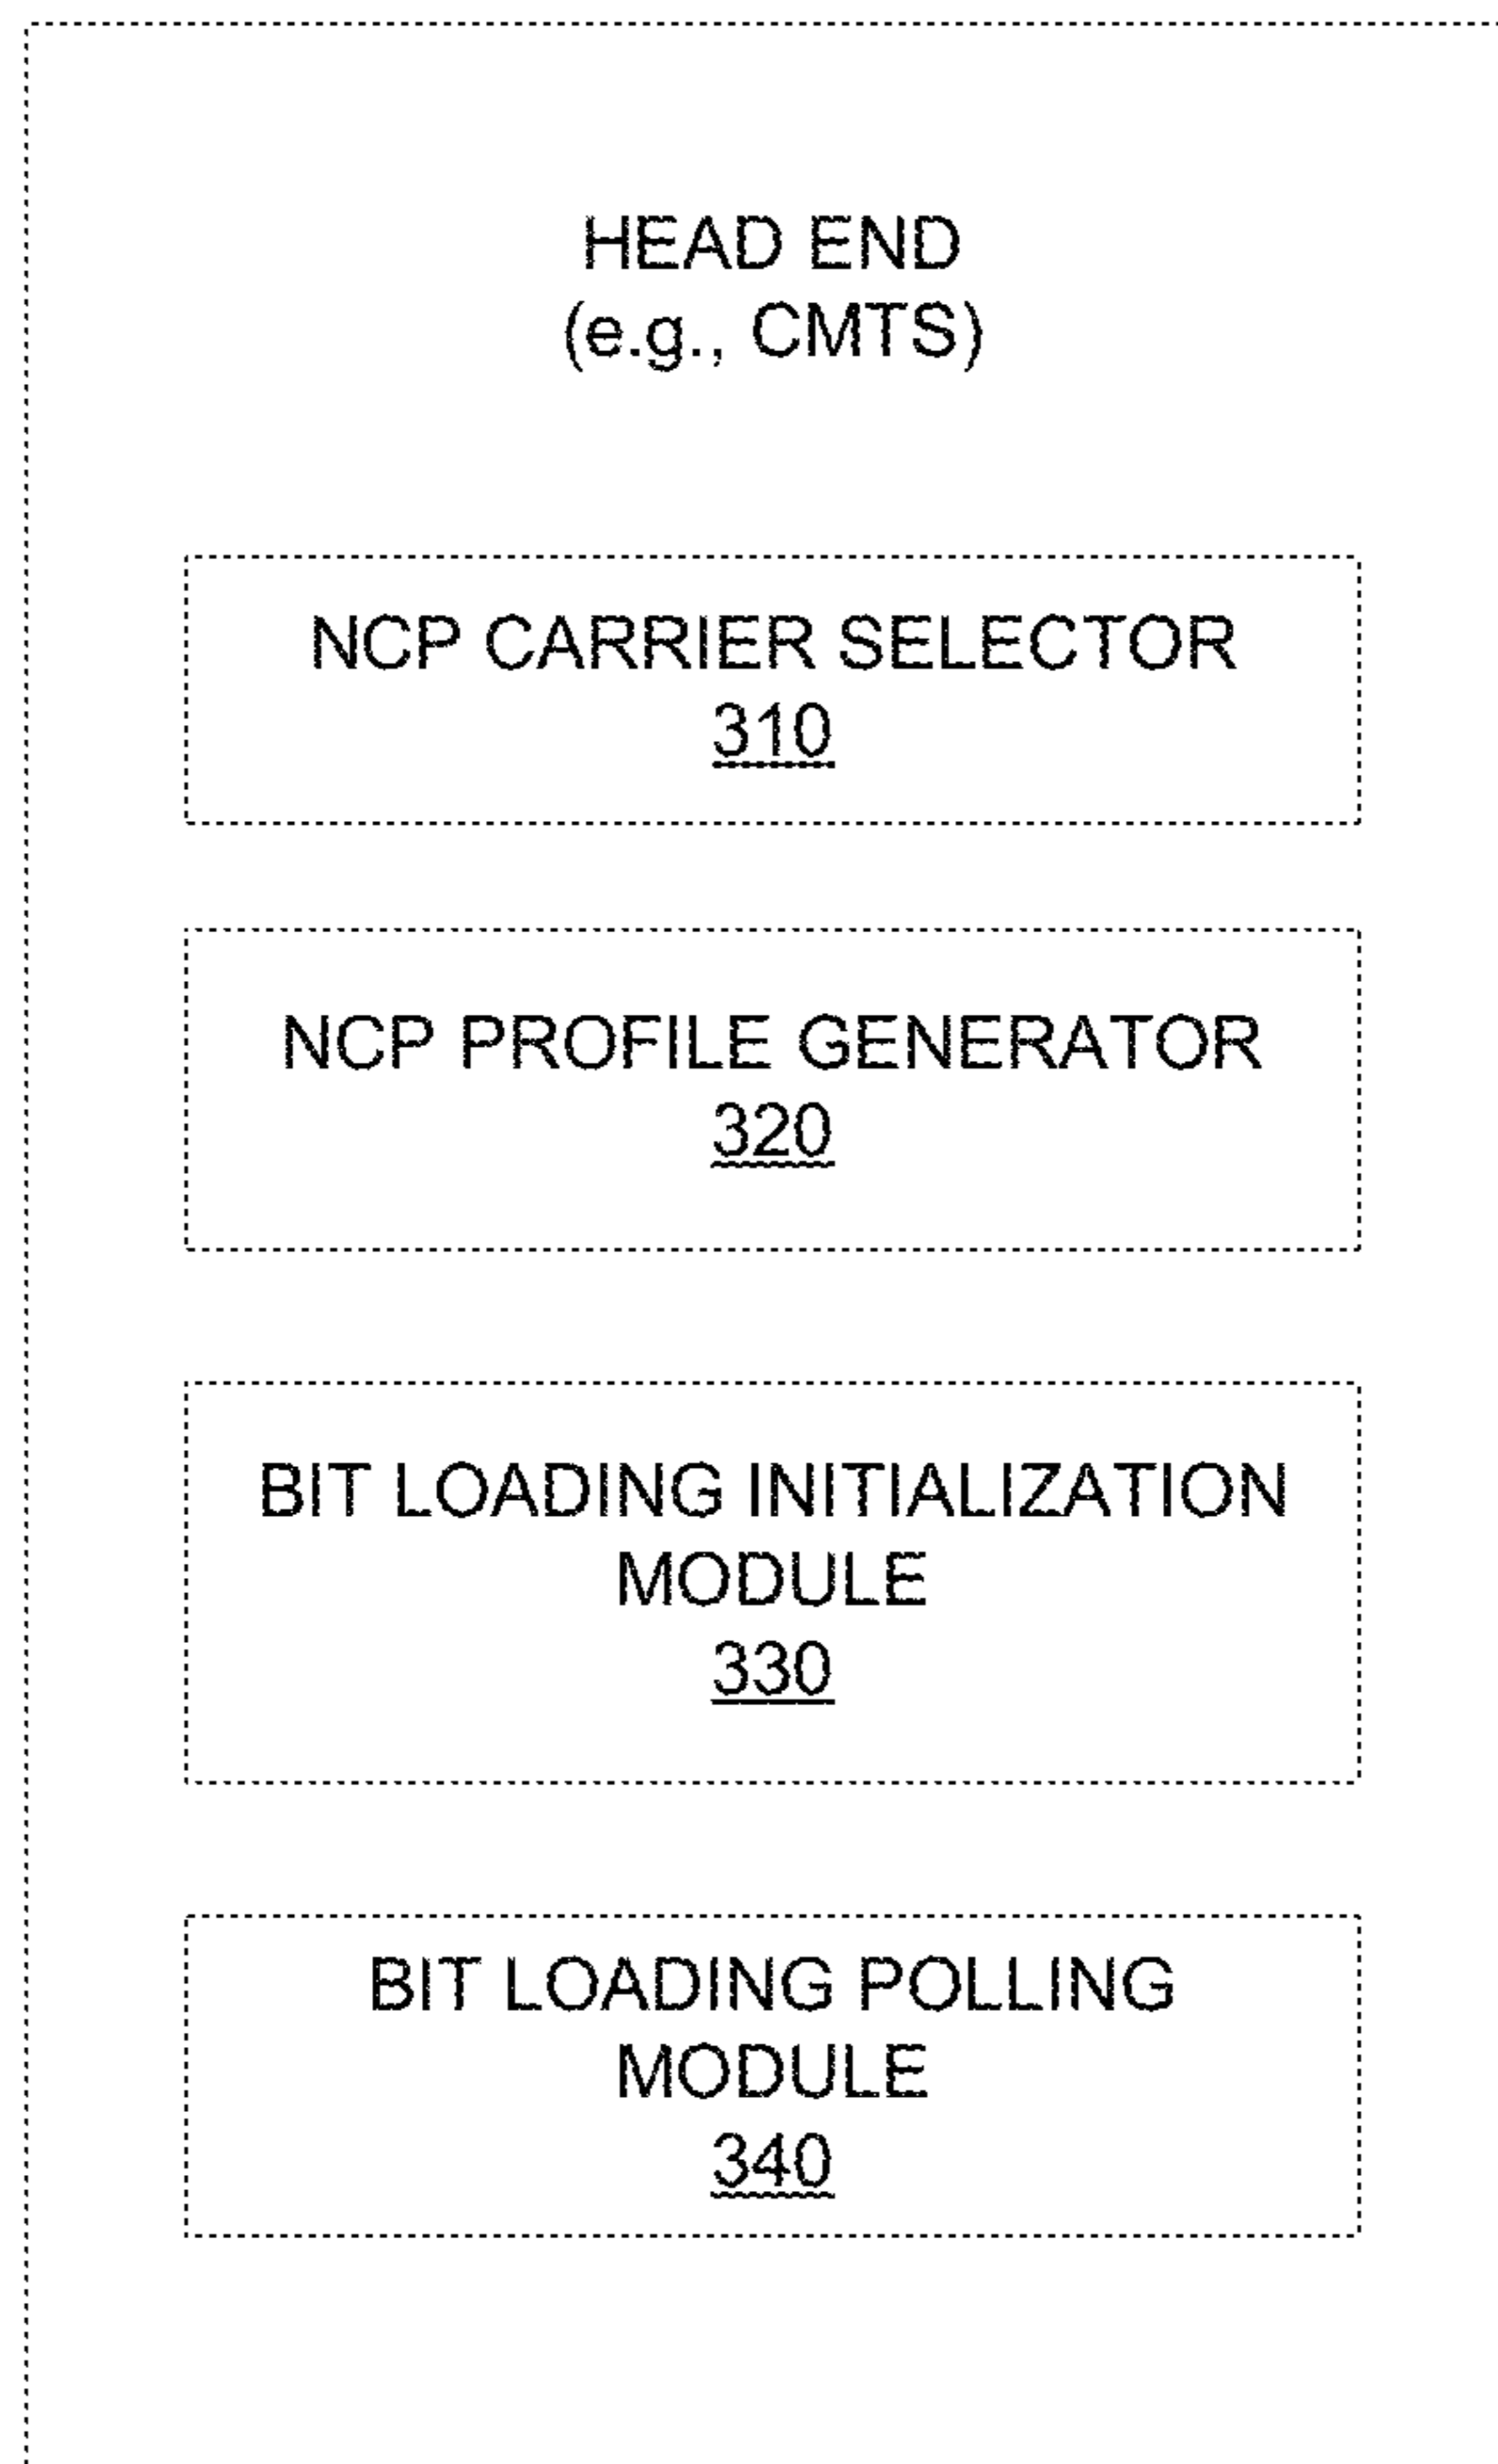 HEAD END
(e.g., CMTS)
NCP CARRIER SELECTOR
310
NCP PROFILE GENERATOR
320
BIT LOADING INITIALIZATION
MODULE
330
BIT LOADING POLLING
MODULE
340